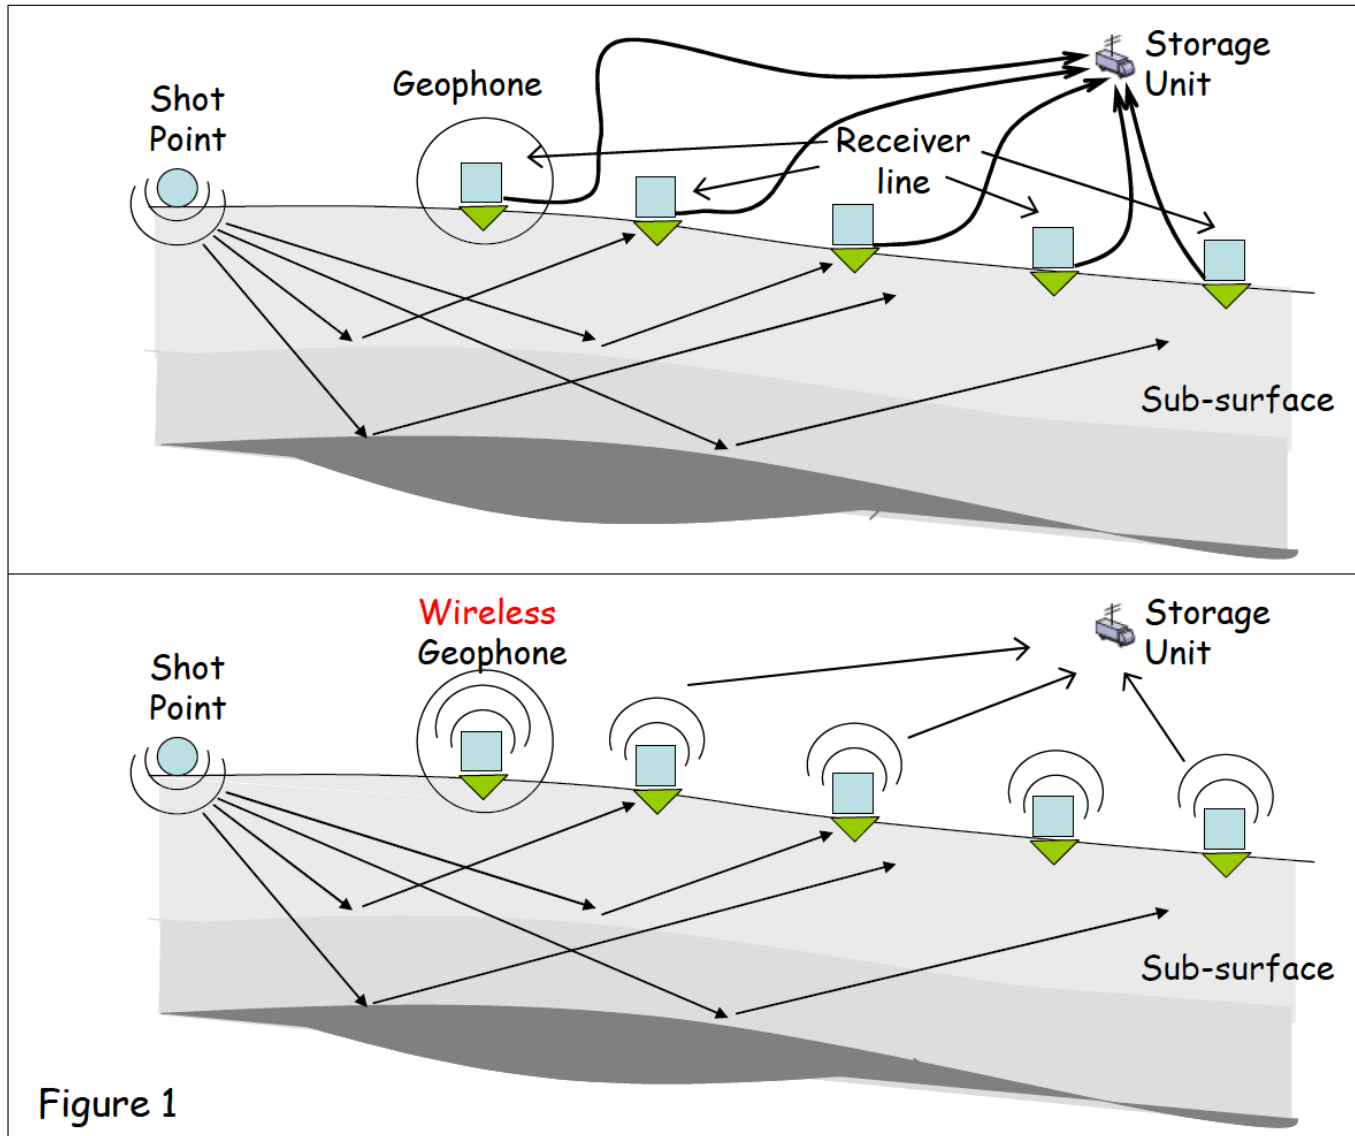 Storage
Unit
Geophone
Shot
Point
Receiver
line
Sub-surface
Wireless
Geophone
Storage
Unit
Shot
Point
Sub-surface
Figure 1